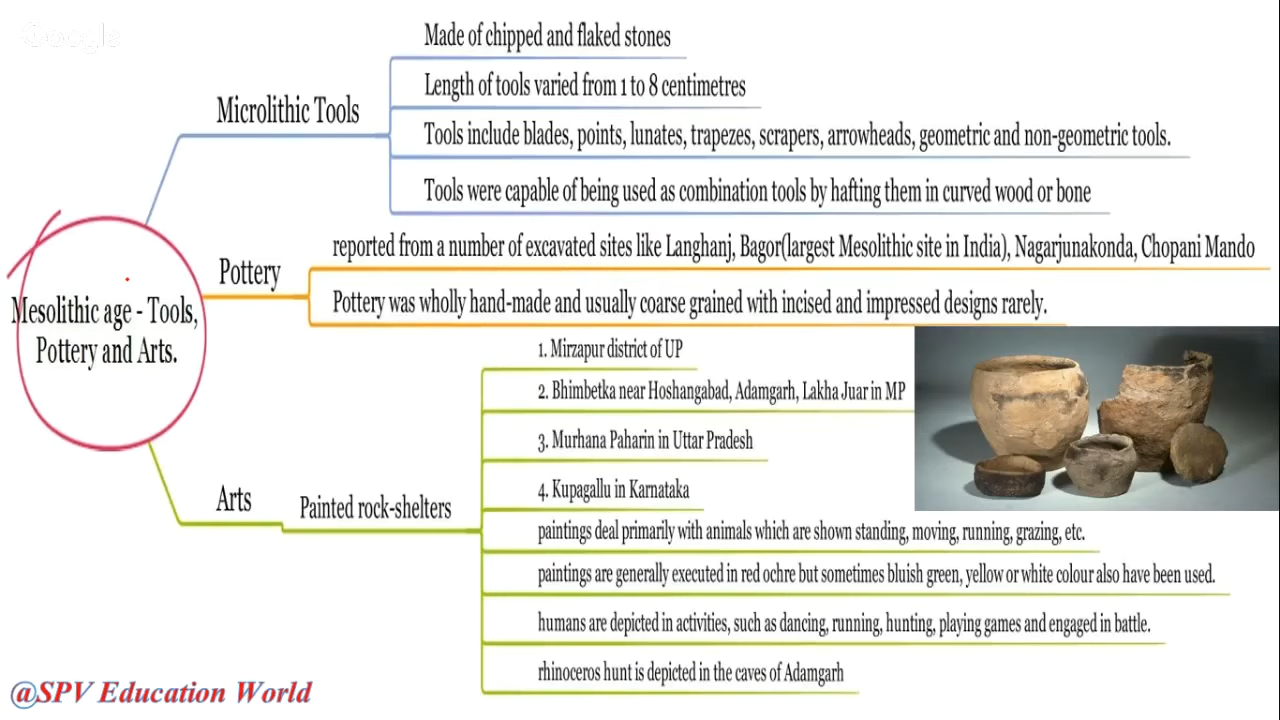 Google
Made of chipped and flaked stones
Length of tools varied from 1 to 8 centimetres
Microlithic Tools
Tools include blades, points, lunates, trapezes, scrapers, arrowheads, geometric and non-geometric tools.
Tools were capable of being used as combination tools by hafting them in curved wood or bone
reported from a number of excavated sites like Langhanj, Bagor(largest Mesolithic site in India), Nagarjunakonda, Chopani Mando
Pottery
Pottery was wholly hand-made and usually coarse grained with incised and impressed designs rarely.
Mesolithic age - Tools,
Pottery and Arts.
1. Mirzapur district of UP
2. Bhimbetka near Hoshangabad, Adamgarh, Lakha Juar in MP
3. Murhana Paharin in Uttar Pradesh
4. Kupagallu in Karnataka
Arts
Painted rock-shelters
paintings deal primarily with animals which are shown standing, moving, running, grazing, etc.
paintings are generally executed in red ochre but sometimes bluish green, yellow or white colour also have been used.
humans are depicted in activities, such as dancing, running, hunting, playing games and engaged in battle.
rhinoceros hunt is depicted in the caves of Adamgarh
@SPV Education World